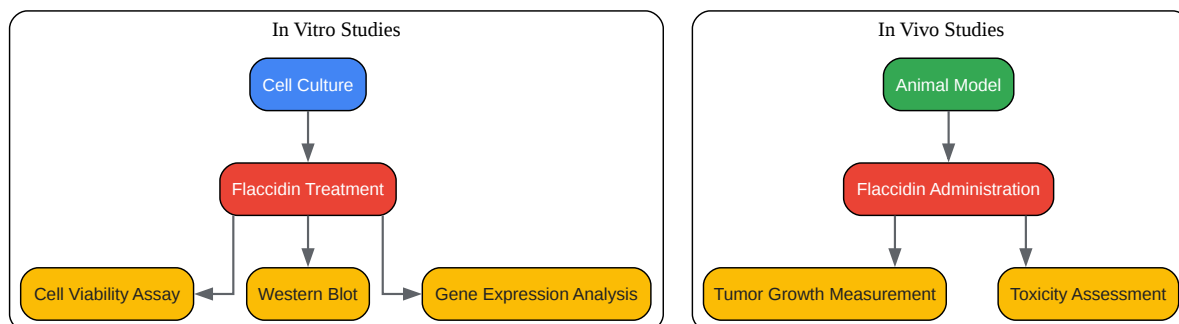 In Vitro Studies
Cell Culture
Flaccidin Treatment
Cell Viability Assay
Western Blot
Gene Expression Analysis
In Vivo Studies
Animal Model
Flaccidin Administration
Tumor Growth Measurement
Toxicity Assessment